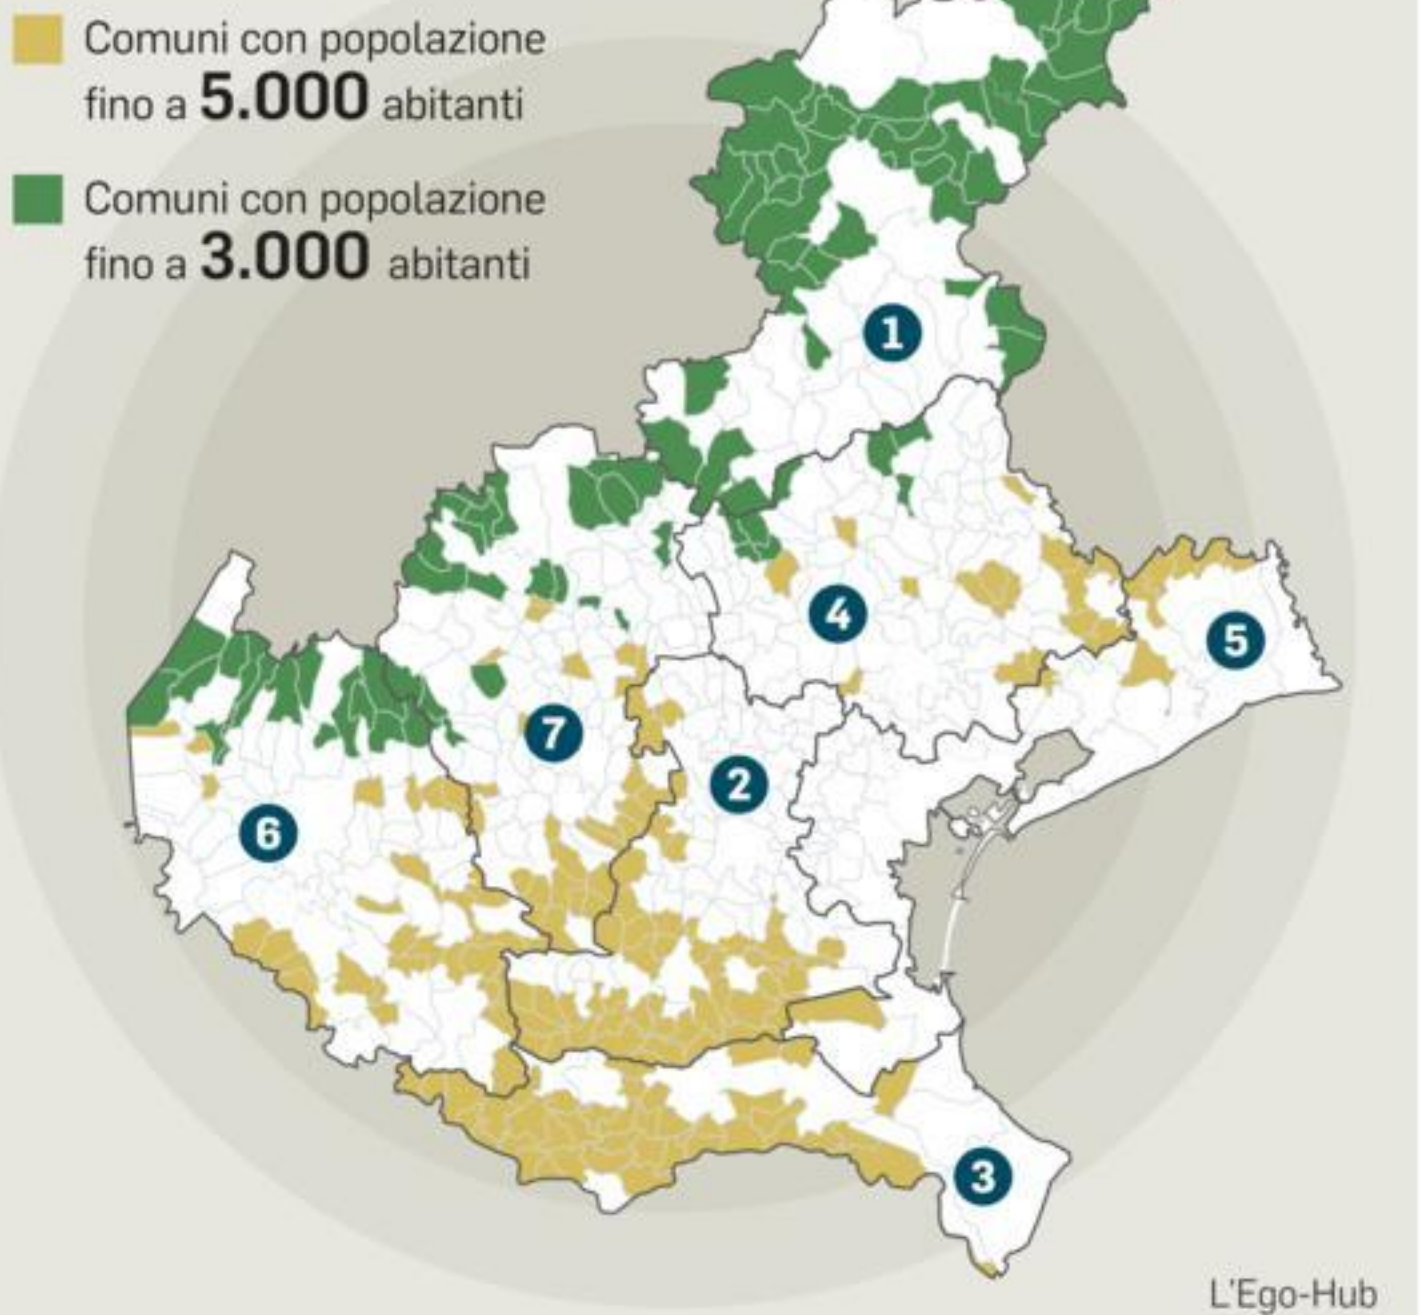 Comuni con popolazione
fino a 5.000 abitanti
Comuni con popolazione
fino a 3.000 abitanti
1
4
5
7
2
6
3
L'Ego-Hub